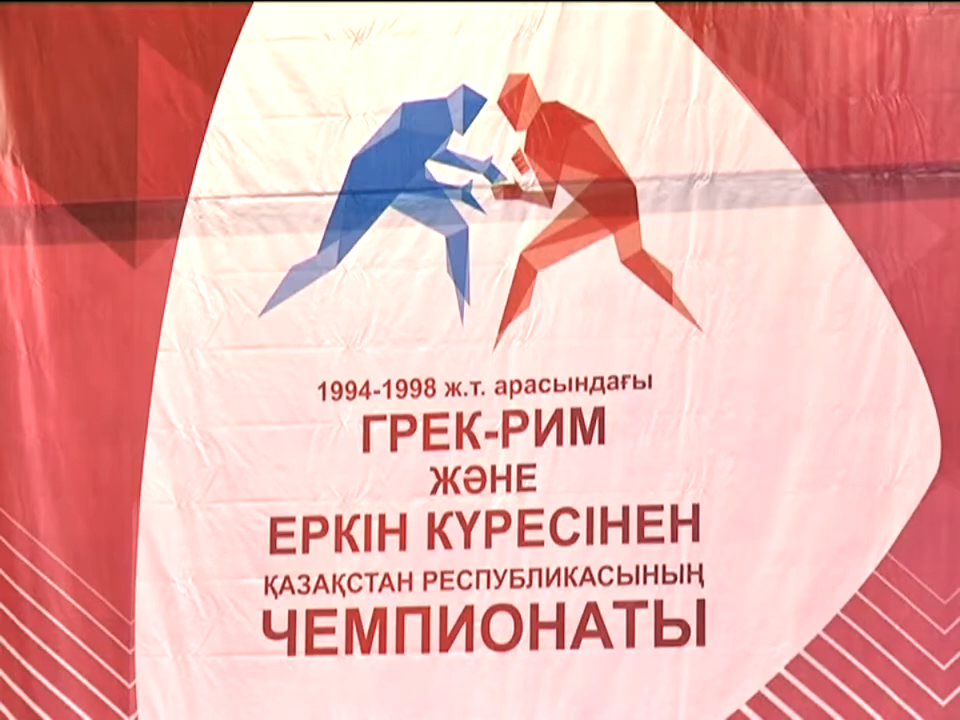 1994-1998 ж.т. арасындағы
ГРЕК-РИМ
ЖӘНЕ
ЕРКІН КҮРЕСІНЕН
ҚАЗАҚСТАН РЕСПУБЛИКАСЫНЫҢ
ЧЕМПИОНАТЫ